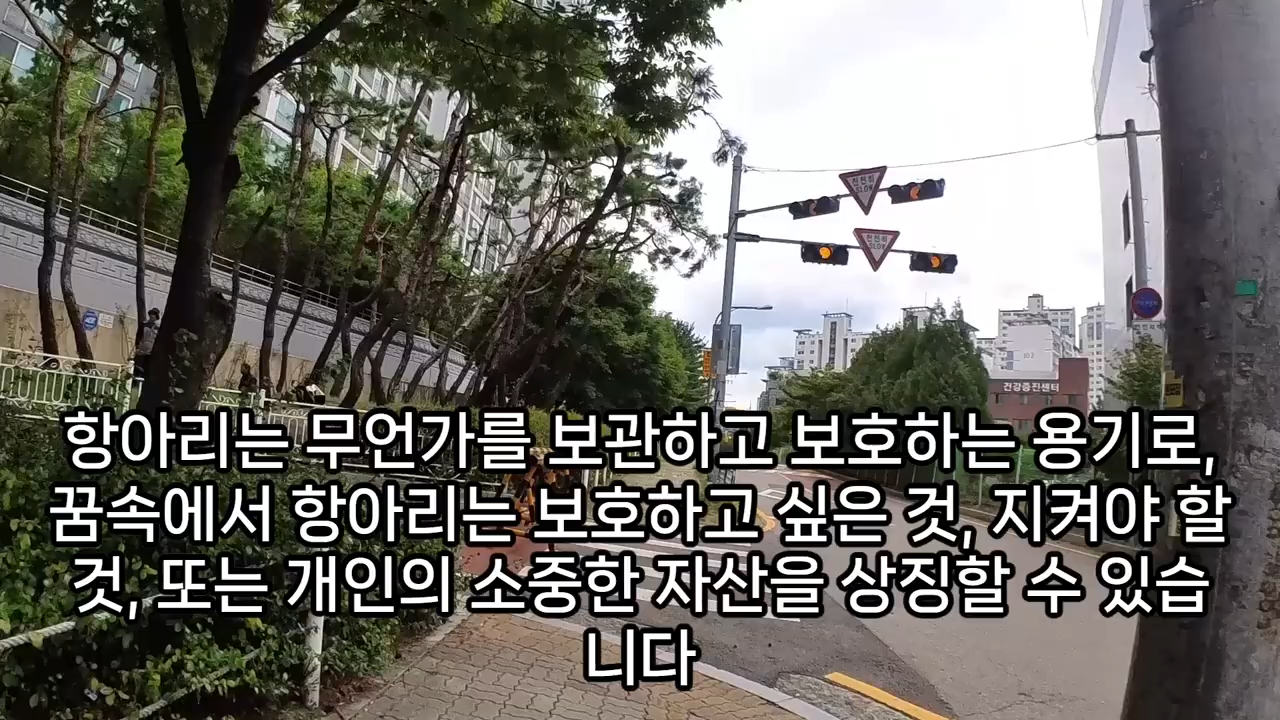 천천히
SLOW
천천히
SLOW
102
건강증진센터
항아리는 무언가를 보관하고 보호하는 용기로,
꿈속에서 항아리는 보호하고 싶은 것, 지켜야 할
것, 또는 개인의 소중한 자산을 상징할 수 있습
니다